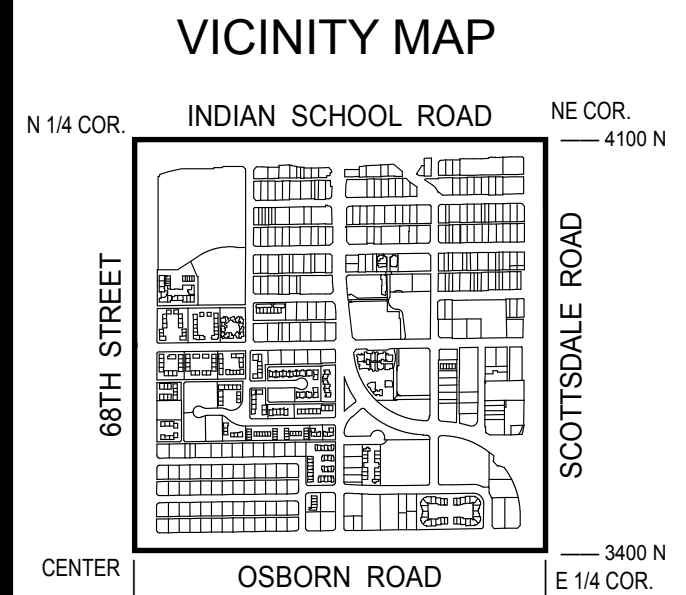 VICINITY MAP
N 1/4 COR.
INDIAN SCHOOL ROAD
NE COR.
4100 N
68TH STREET
SCOTTSDALE ROAD
3400 N
CENTER
OSBORN ROAD
E 1/4 COR.